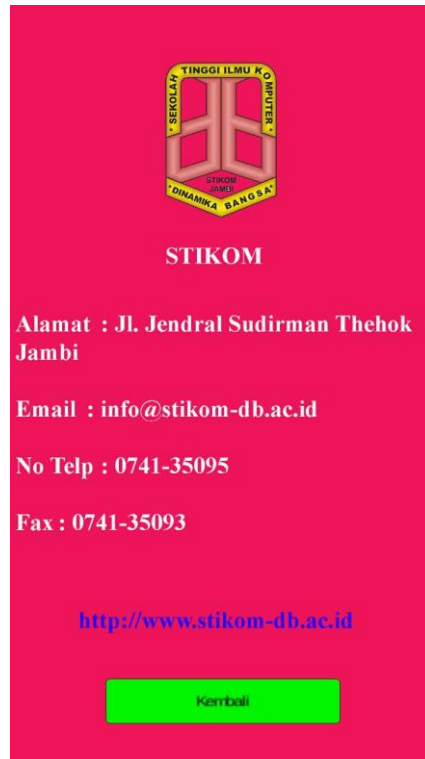 SEKOLAH TINGGI ILMU KOMPUTER
STIKOM
JAMBI
DINAMIKA BANGSA
STIKOM
Alamat : Jl. Jendral Sudirman Thehok
Jambi
Email : info@stikom-db.ac.id
No Telp : 0741-35095
Fax : 0741-35093
http://www.stikom-db.ac.id
Kembali